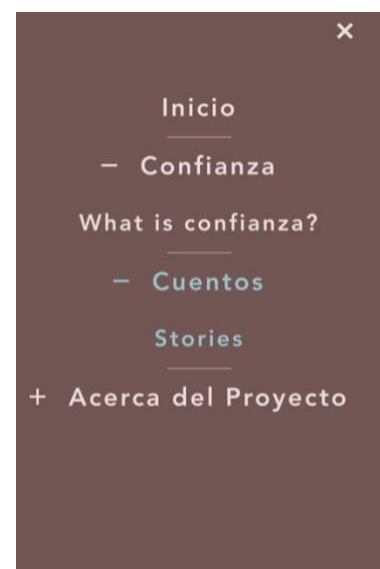 ×
Inicio
− Confianza
What is confianza?
− Cuentos
Stories
+ Acerca del Proyecto